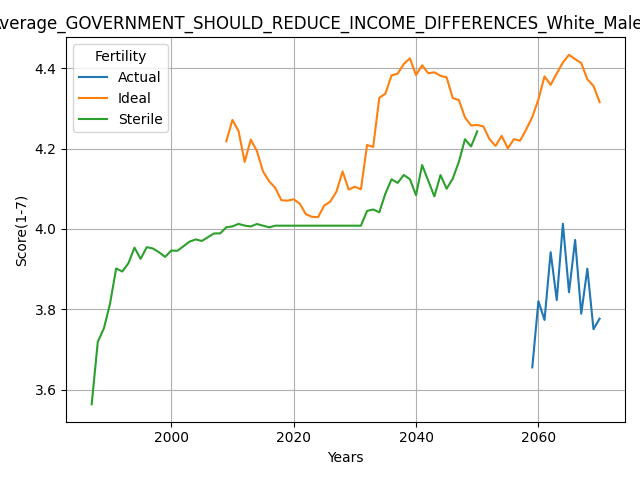 Average_GOVERNMENT_SHOULD_REDUCE_INCOME_DIFFERENCES_White_Male
Fertility
Actual
Ideal
Sterile
4.4
4.2
4.0
3.8
3.6
Score(1-7)
2000
2020
2040
2060
Years